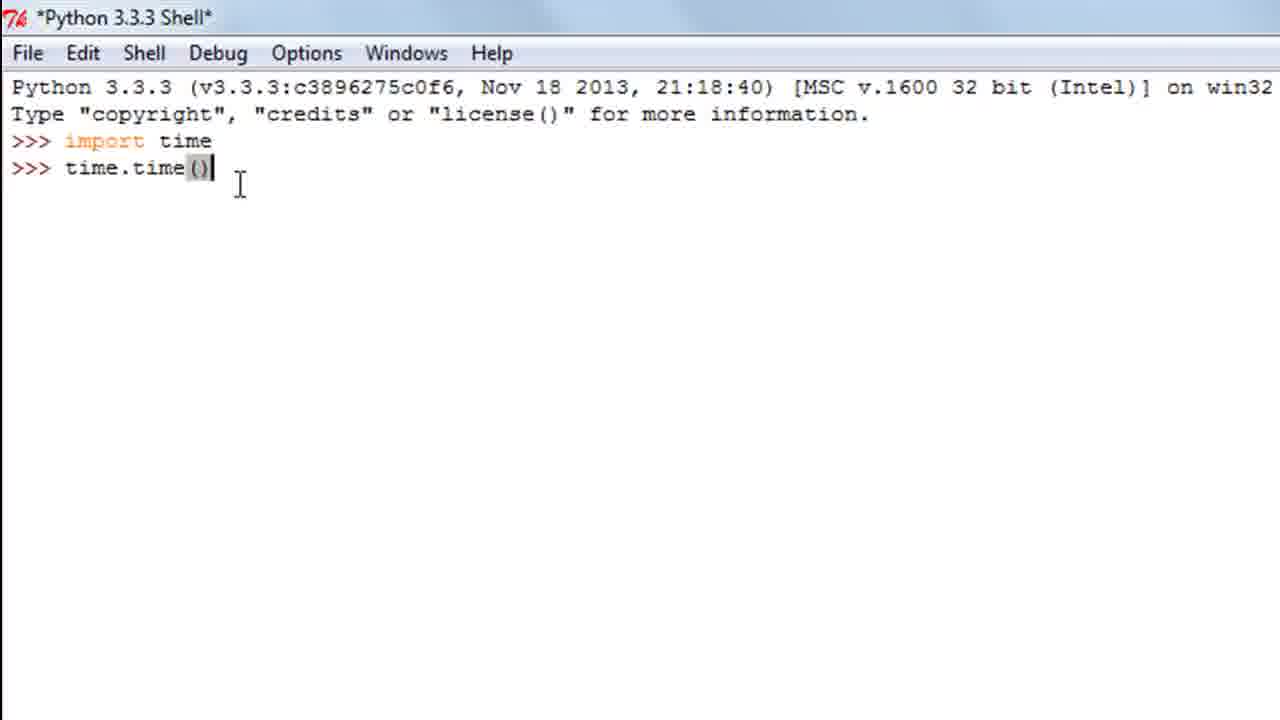 *Python 3.3.3 Shell*
File Edit Shell Debug Options Windows Help
Python 3.3.3 (v3.3.3:c3896275c0f6, Nov 18 2013, 21:18:40) [MSC v.1600 32 bit (Intel)] on win32
Type "copyright", "credits" or "license()" for more information.
>>> import time
>>> time.time()